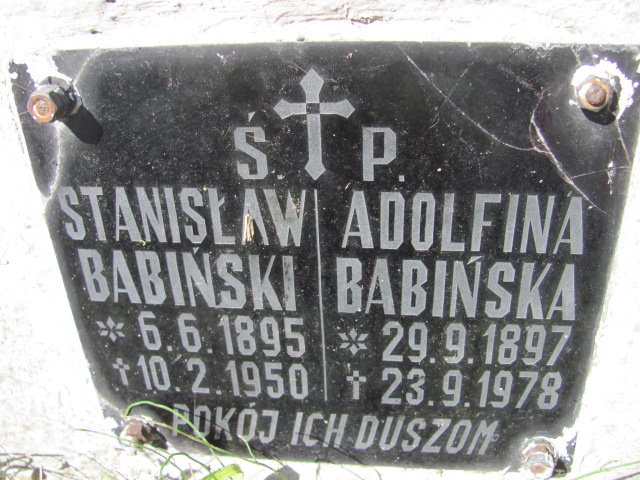 Ś. P.
STANISŁAW
BABIŃSKI
* 6.6.1895
† 10.2.1950
ADOLFINA
BABIŃSKA
* 29.9.1897
† 23.9.1978
POKÓJ ICH DUSZOM